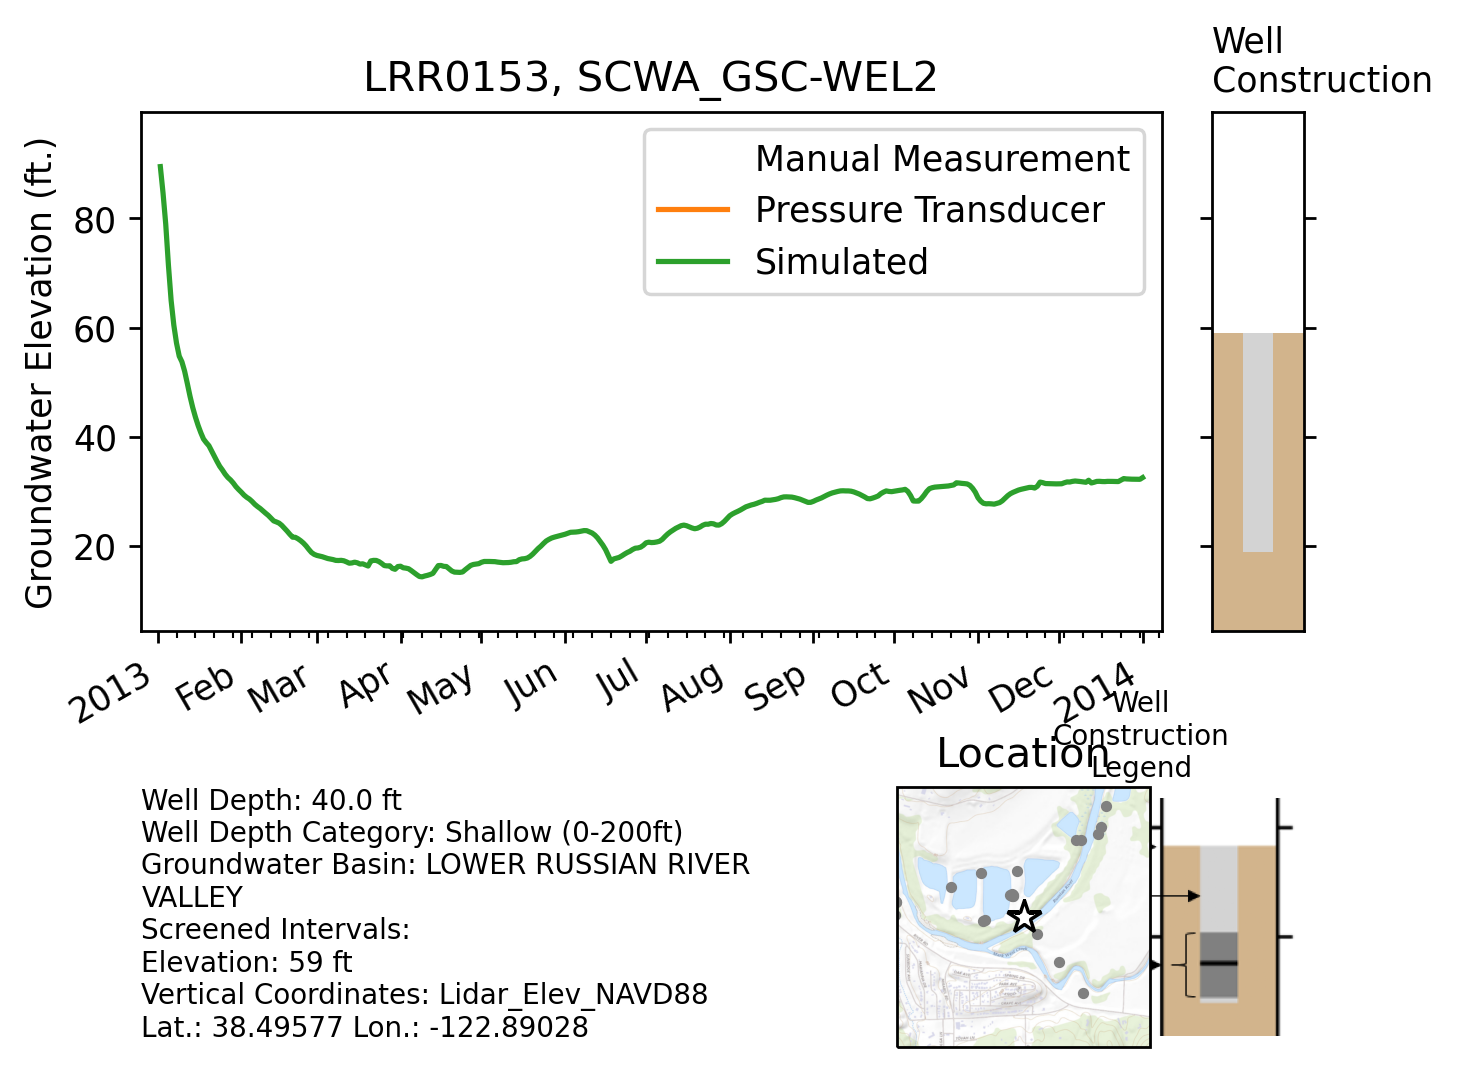 Well
Construction
LRR0153, SCWA_GSC-WEL2
Groundwater Elevation (ft.)
80
60
40
20
Manual Measurement
Pressure Transducer
Simulated
2013
Feb
Mar
Apr
May
Jun
Jul
Aug
Sep
Oct
Nov
Dec
2014
Well
Construction
Legend
Location
Well Depth: 40.0 ft
Well Depth Category: Shallow (0-200ft)
Groundwater Basin: LOWER RUSSIAN RIVER
VALLEY
Screened Intervals:
Elevation: 59 ft
Vertical Coordinates: Lidar_Elev_NAVD88
Lat.: 38.49577 Lon.: -122.89028